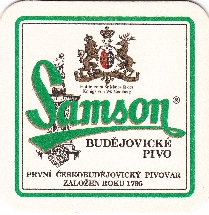 Samson®
BUDĚJOVICKÉ
PIVO
PRVNÍ ČESKOBUDĚJOVICKÝ PIVOVAR
ZALOŽEN ROKU 1795